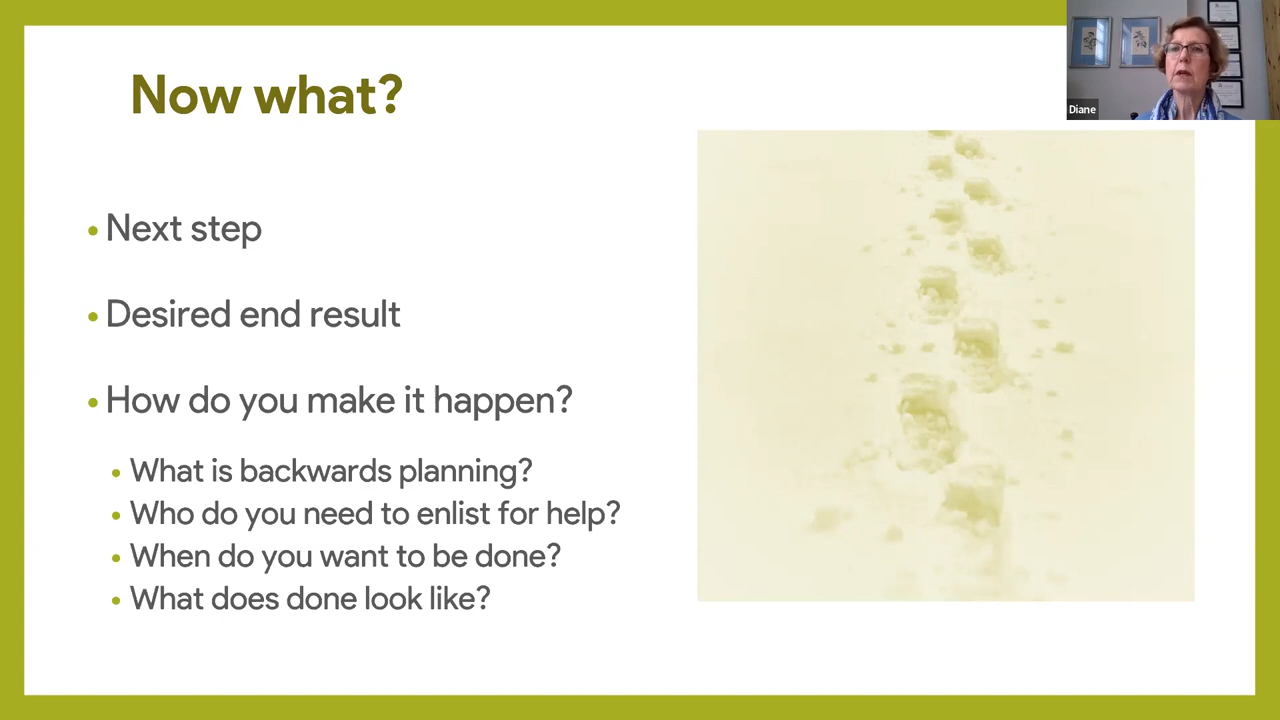 Now what?
Diane
• Next step
• Desired end result
• How do you make it happen?
• What is backwards planning?
• Who do you need to enlist for help?
• When do you want to be done?
• What does done look like?